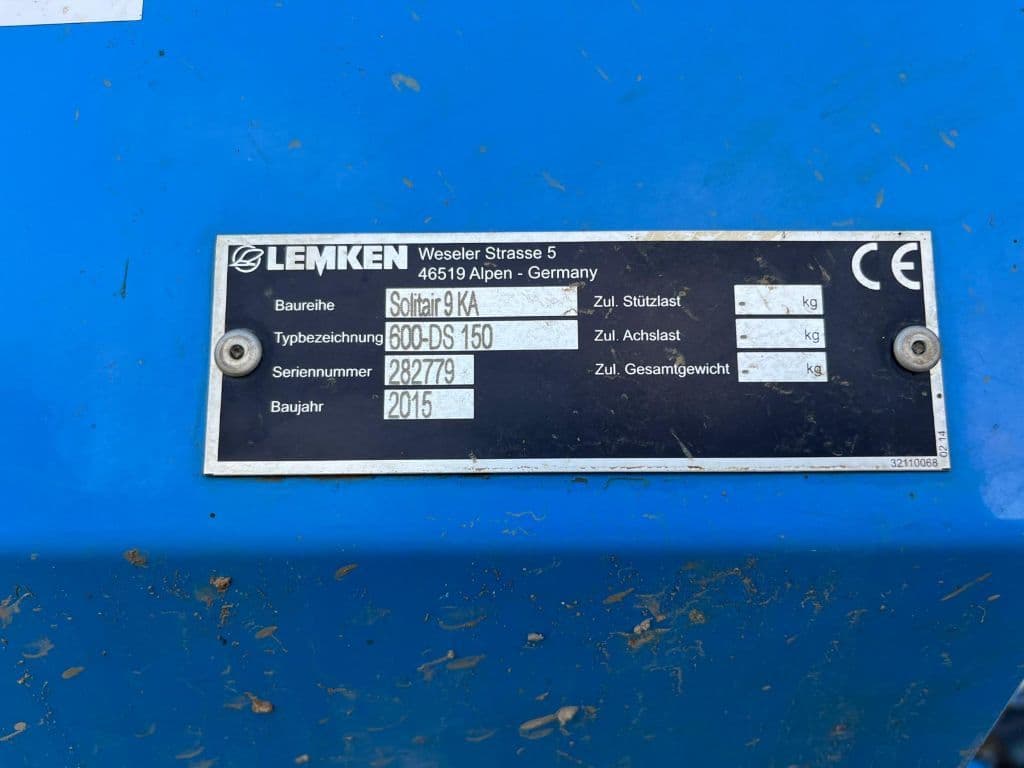 LEMKEN Weseler Strasse 5
46519 Alpen - Germany
CE
Baureihe Solitair 9 KA Zul. Stützlast - kg
Typbezeichnung 600-DS 150 Zul. Achslast - kg
Seriennummer 282779 Zul. Gesamtgewicht - kg
Baujahr 2015
32110068
02 14